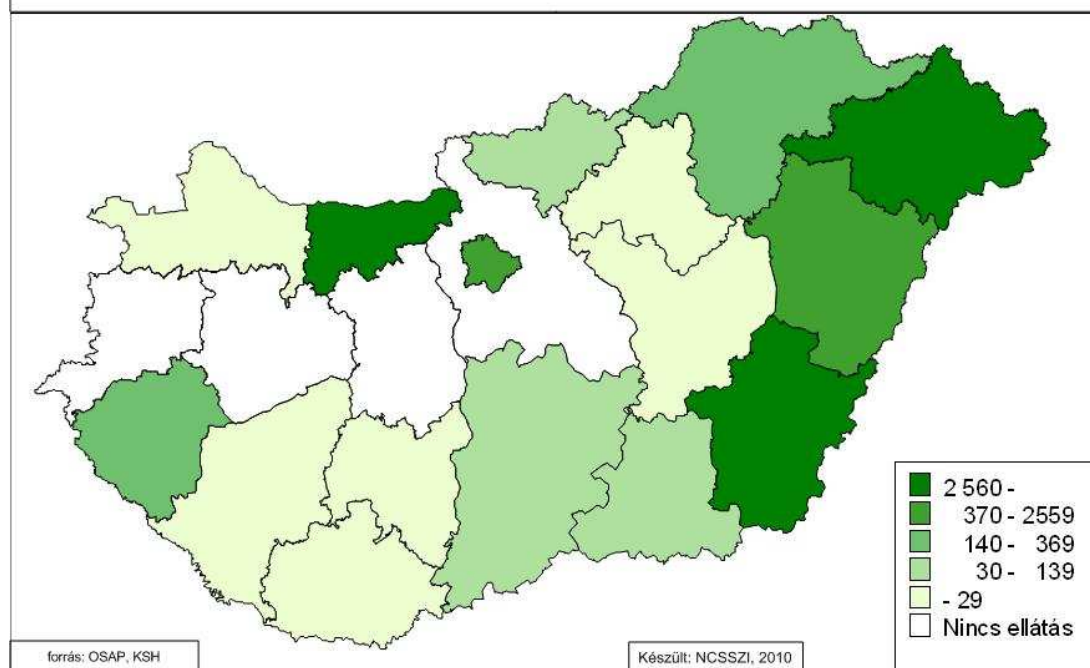 2 560 -
370 - 2559
140 - 369
30 - 139
- 29
Nincs ellátás
forrás: OSAP, KSH
Készült: NCSSZI, 2010